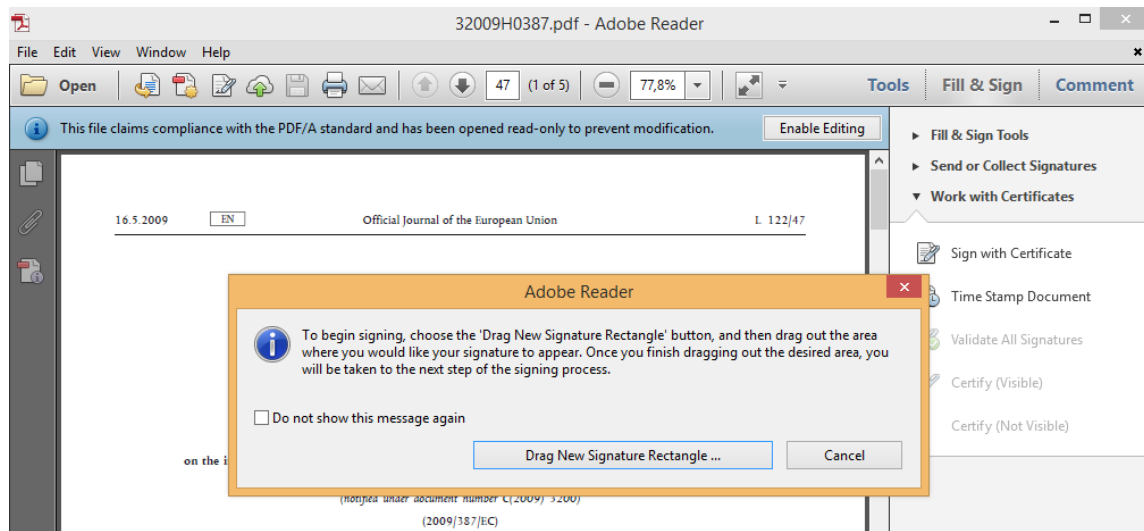 32009H0387.pdf - Adobe Reader
File Edit View Window Help
Open 47 (1 of 5) 77,8% Tools Fill & Sign Comment
This file claims compliance with the PDF/A standard and has been opened read-only to prevent modification. Enable Editing
Fill & Sign Tools
Send or Collect Signatures
Work with Certificates
16.5.2009 EN Official Journal of the European Union L 122/47
Sign with Certificate
Time Stamp Document
Validate All Signatures
Certify (Visible)
Certify (Not Visible)
Adobe Reader
To begin signing, choose the 'Drag New Signature Rectangle' button, and then drag out the area
where you would like your signature to appear. Once you finish dragging out the desired area, you
will be taken to the next step of the signing process.
Do not show this message again
Drag New Signature Rectangle ... Cancel
on the i
(notified under document number C(2009) 3200)
(2009/387/EC)